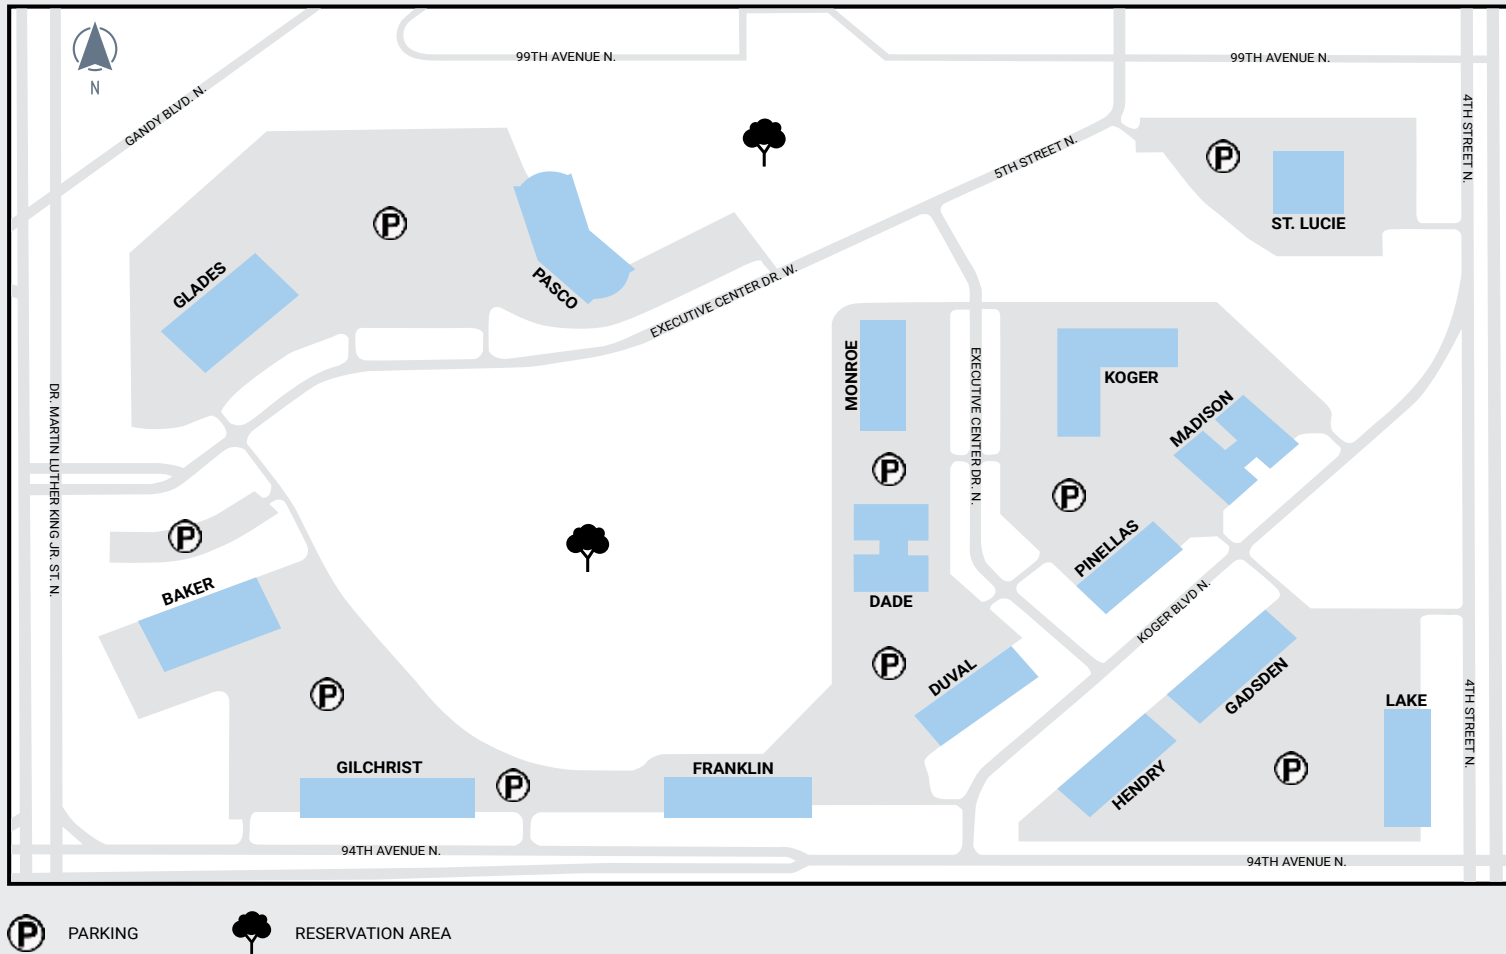 99TH AVENUE N.
99TH AVENUE N.
GANDY BLVD. N.
N
4TH STREET N.
5TH STREET N.
P
P
ST. LUCIE
GLADES
PASCO
EXECUTIVE CENTER DR. W.
MONROE
EXECUTIVE CENTER DR. N.
KOGER
MADISON
DR. MARTIN LUTHER KING JR. ST. N.
P
P
P
PINELLAS
BAKER
DADE
KOGER BLVD N.
P
P
DUVAL
GADSDEN
LAKE
4TH STREET N.
GILCHRIST
P
FRANKLIN
HENDRY
P
94TH AVENUE N.
94TH AVENUE N.
P PARKING
RESERVATION AREA